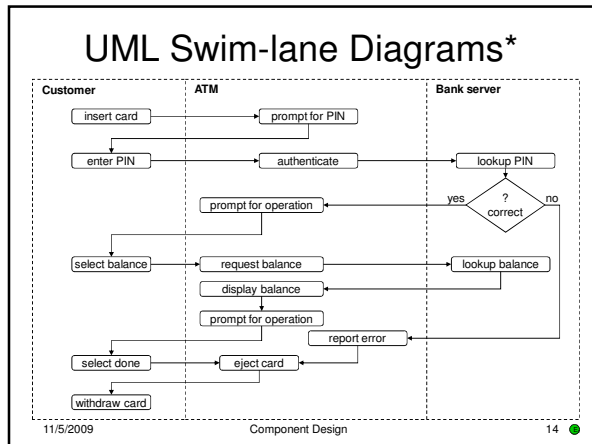 UML Swim-lane Diagrams*
Customer
ATM
Bank server
insert card
prompt for PIN
enter PIN
authenticate
lookup PIN
yes
?
no
correct
prompt for operation
select balance
request balance
lookup balance
display balance
prompt for operation
report error
select done
eject card
withdraw card
11/5/2009
Component Design
14